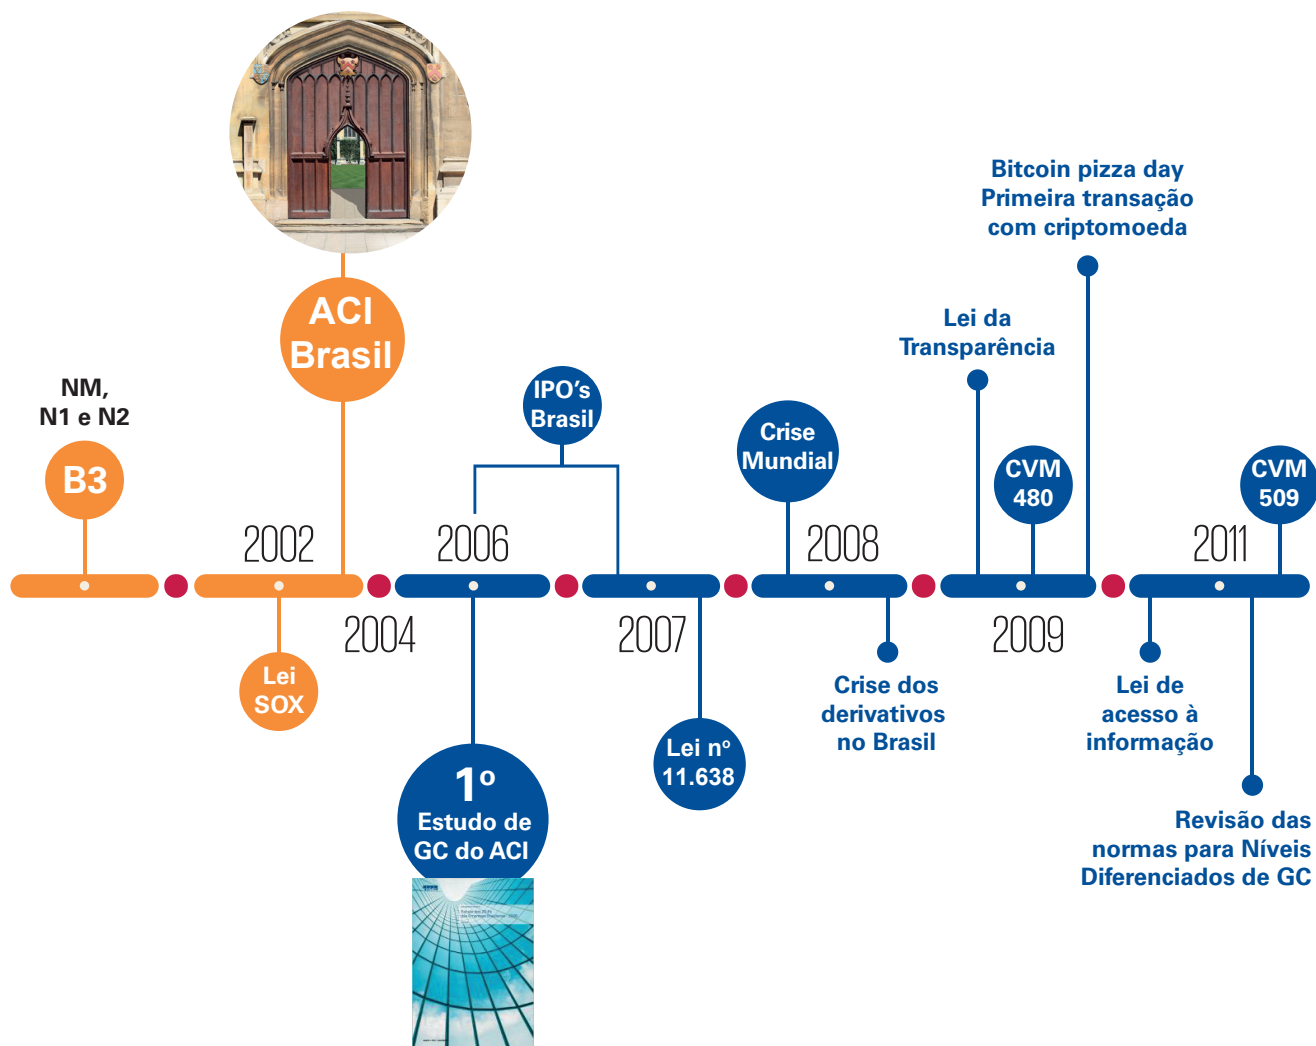 Bitcoin pizza day
Primeira transação
com criptomoeda
ACI
Brasil
Lei da
Transparência
NM,
N1 e N2
B3
IPO's
Brasil
Crise
Mundial
CVM
480
CVM
509
2002
2006
2008
2011
2004
2007
2009
Lei
SOX
Crise dos
derivativos
no Brasil
Lei de
acesso à
informação
Lei nº
11.638
1º
Estudo de
GC do ACI
Revisão das
normas para Níveis
Diferenciados de GC